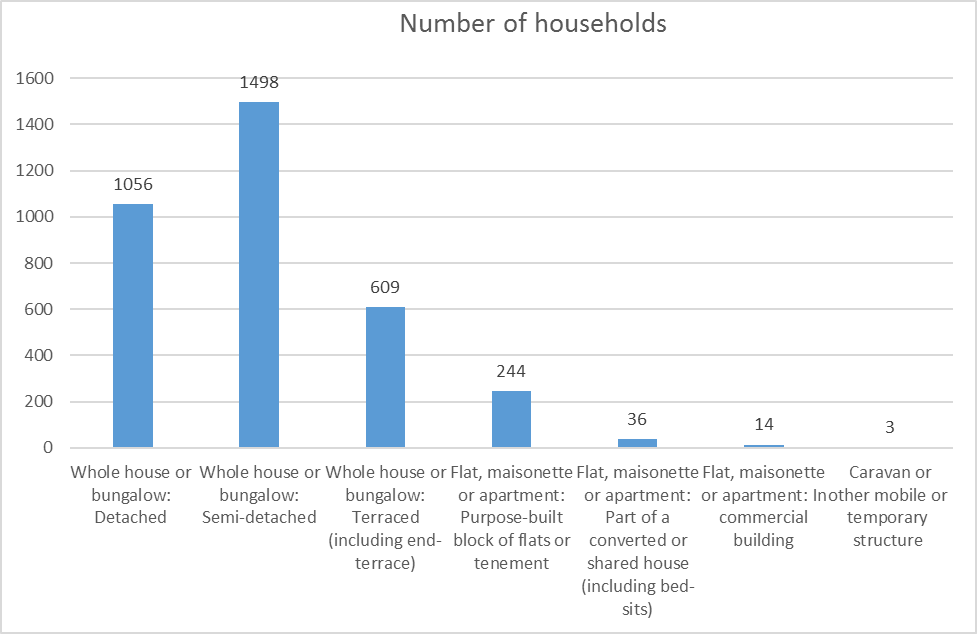 Number of households
1600
1400
1200
1000
800
600
400
200
0
1056
1498
609
244
36
14
3
Whole house or
bungalow:
Detached
Whole house or
bungalow:
Semi-detached
Whole house or
bungalow:
Terraced
(including end-
terrace)
Flat, maisonette
or apartment:
Purpose-built
block of flats or
tenement
Flat, maisonette
or apartment:
Part of a
converted or
shared house
(including bed-
sits)
Flat, maisonette
or apartment: In
commercial
building
Caravan or
other mobile or
temporary
structure